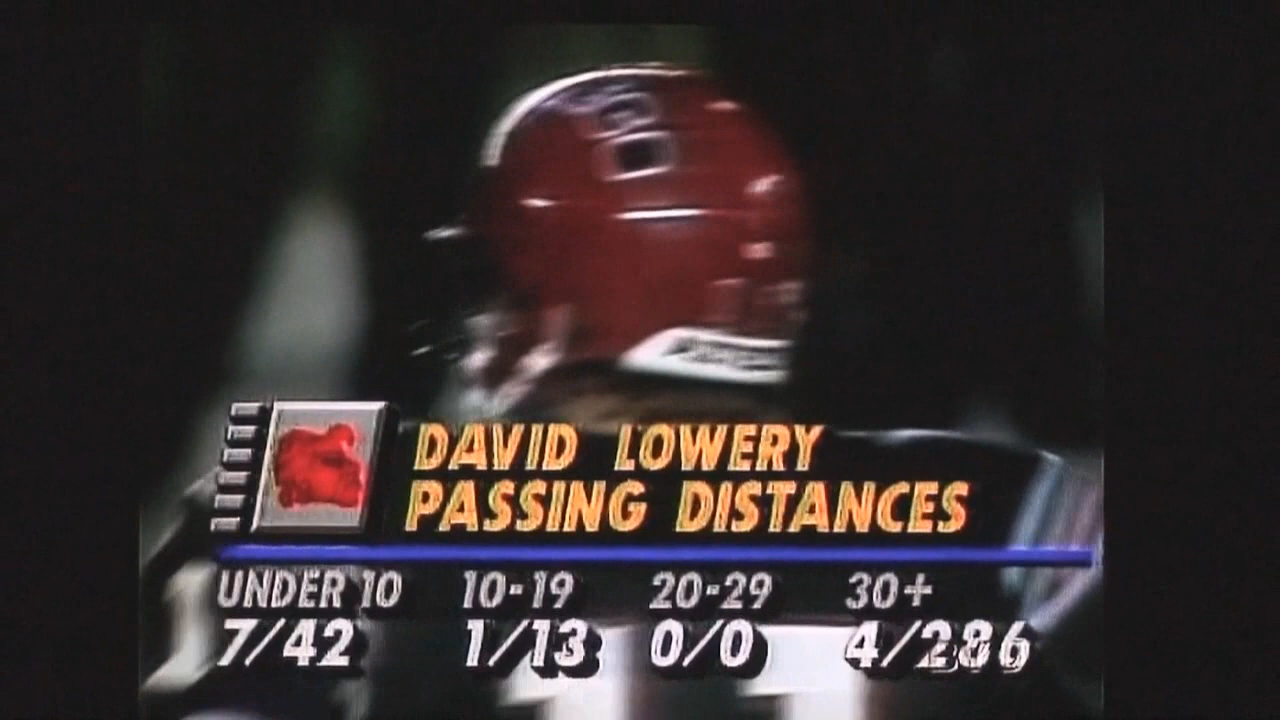 DAVID LOWERY
PASSING DISTANCES
UNDER 10 10-19 20-29 30+
7/42 1/13 0/0 4/286